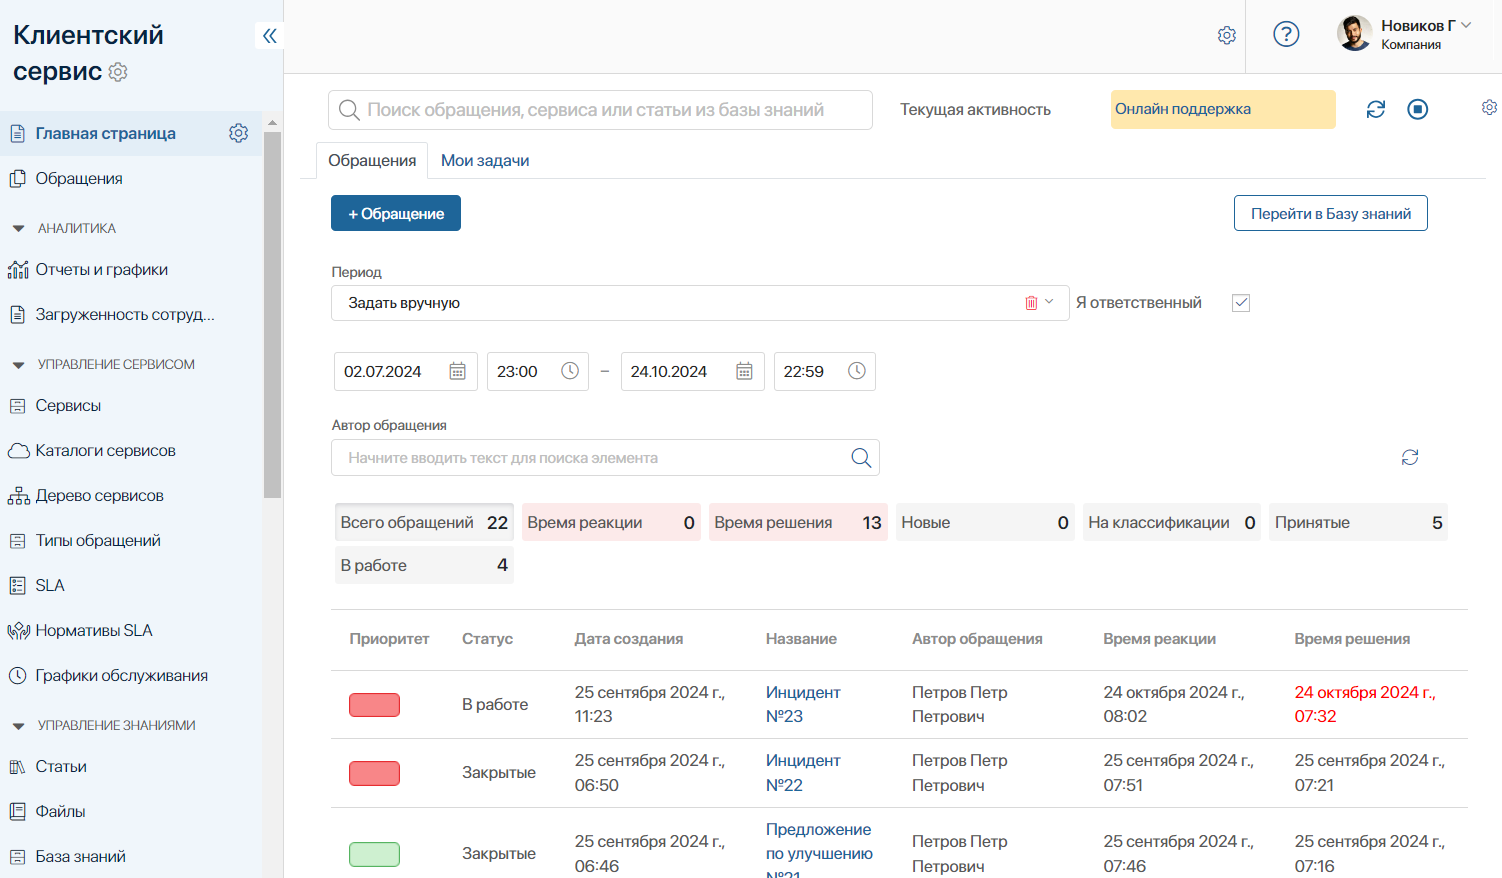 Клиентский
сервис
Новиков Г
Компания
Главная страница
Обращения
АНАЛИТИКА
Отчеты и графики
Загруженность сотруд...
УПРАВЛЕНИЕ СЕРВИСОМ
Сервисы
Каталоги сервисов
Дерево сервисов
Типы обращений
SLA
Нормативы SLA
Графики обслуживания
УПРАВЛЕНИЕ ЗНАНИЯМИ
Статьи
Файлы
База знаний
Поиск обращения, сервиса или статьи из базы знаний
Текущая активность
Онлайн поддержка
Обращения Мои задачи
+ Обращение
Перейти в Базу знаний
Период
Задать вручную
Я ответственный
02.07.2024 23:00 – 24.10.2024 22:59
Автор обращения
Начните вводить текст для поиска элемента
Всего обращений 22 Время реакции 0 Время решения 13 Новые 0 На классификации 0 Принятые 5
В работе 4
Приоритет Статус Дата создания Название Автор обращения Время реакции Время решения
В работе
25 сентября 2024 г.,
11:23
Инцидент
№23
Петров Петр
Петрович
24 октября 2024 г.,
08:02
24 октября 2024 г.,
07:32
Закрытые
25 сентября 2024 г.,
06:50
Инцидент
№22
Петров Петр
Петрович
25 сентября 2024 г.,
07:51
25 сентября 2024 г.,
07:21
Закрытые
25 сентября 2024 г.,
06:46
Предложение
по улучшению
№21
Петров Петр
Петрович
25 сентября 2024 г.,
07:46
25 сентября 2024 г.,
07:16